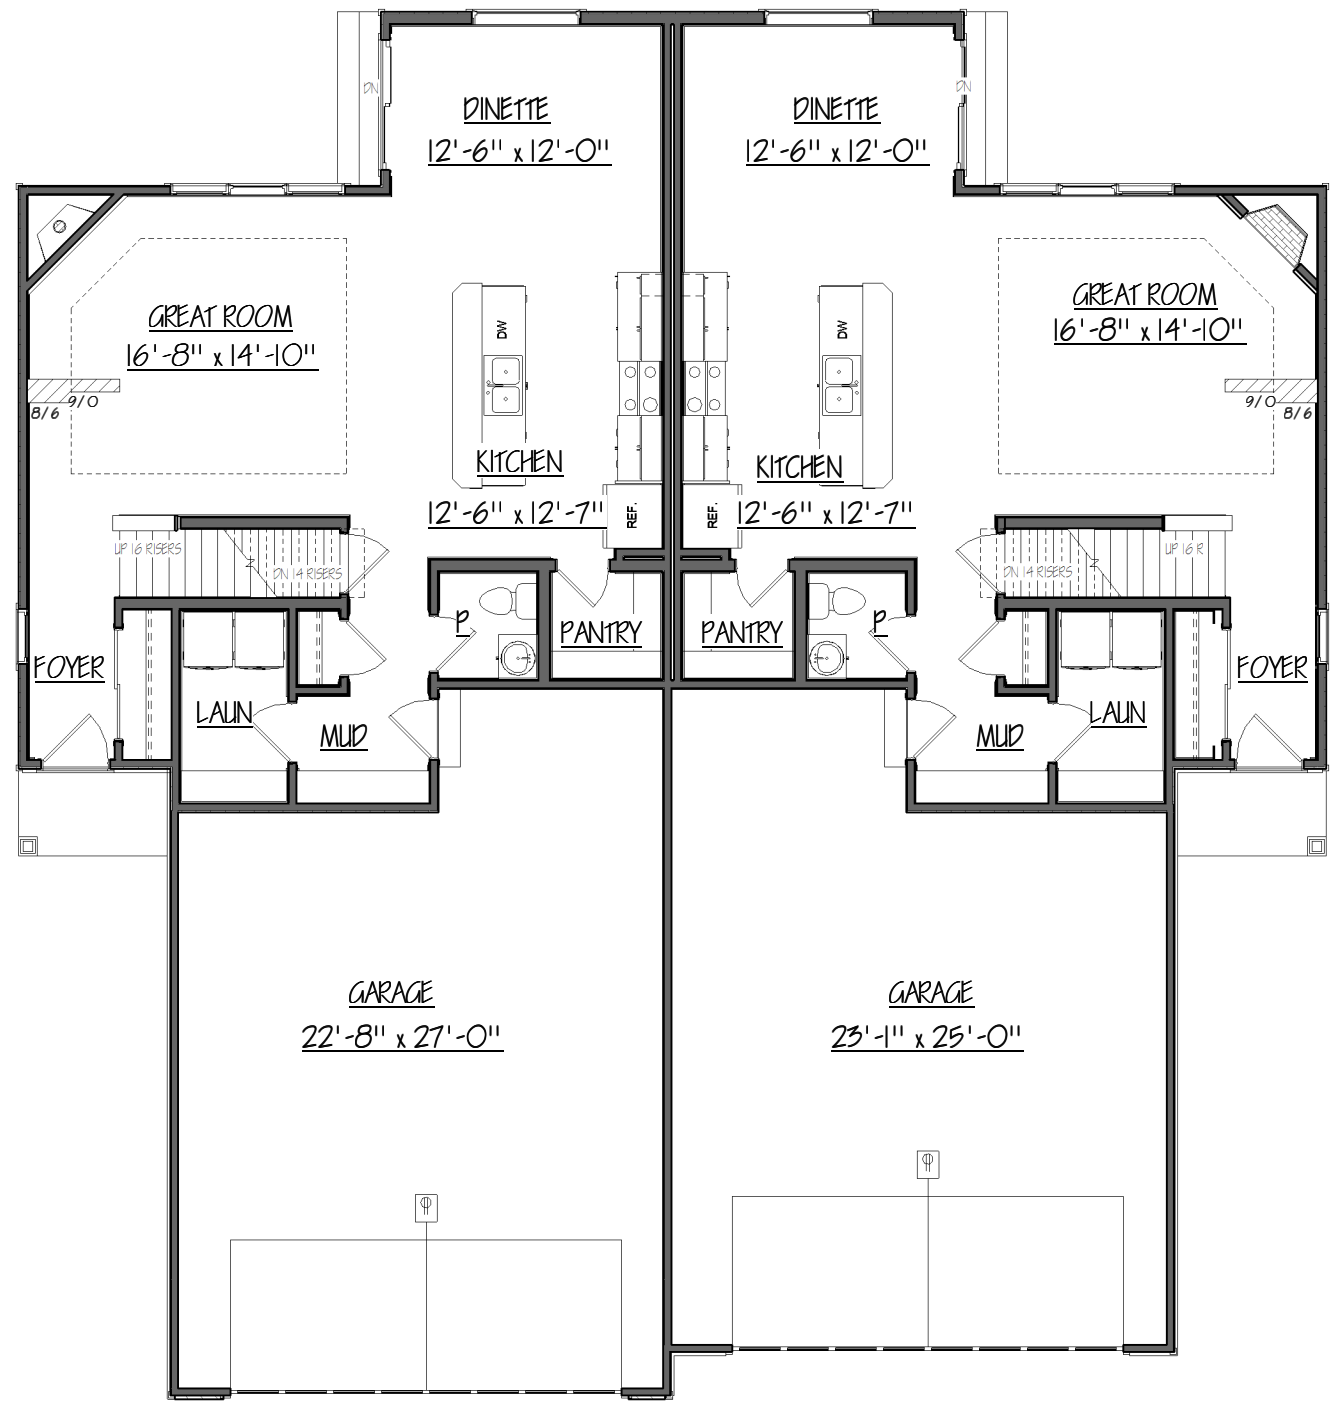 DN
DN
DINETTE
12'-6" x 12'-0"
DINETTE
12'-6" x 12'-0"
GREAT ROOM
16'-8" x 14'-10"
GREAT ROOM
16'-8" x 14'-10"
DW
DW
8/6
9/0
9/0
8/6
KITCHEN
12'-6" x 12'-7"
REF.
REF.
KITCHEN
12'-6" x 12'-7"
UP 16 RISERS
DN 14 RISERS
DN 14 RISERS
UP 16 R
P
PANTRY
PANTRY
P
FOYER
FOYER
LAUN
MUD
MUD
LAUN
GARAGE
22'-8" x 27'-0"
GARAGE
23'-1" x 25'-0"